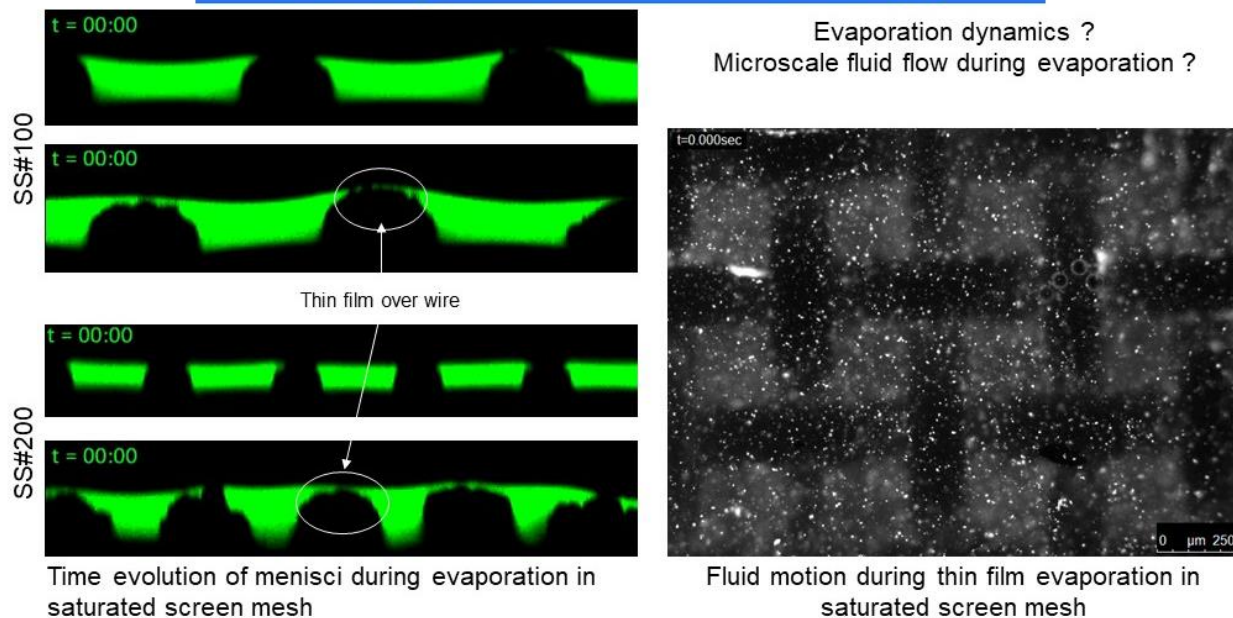 t = 00:00
t = 00:00
SS#100
Thin film over wire
t = 00:00
t = 00:00
SS#200
Time evolution of menisci during evaporation in
saturated screen mesh
Evaporation dynamics ?
Microscale fluid flow during evaporation ?
t=0.000sec
0 µm 250
Fluid motion during thin film evaporation in
saturated screen mesh